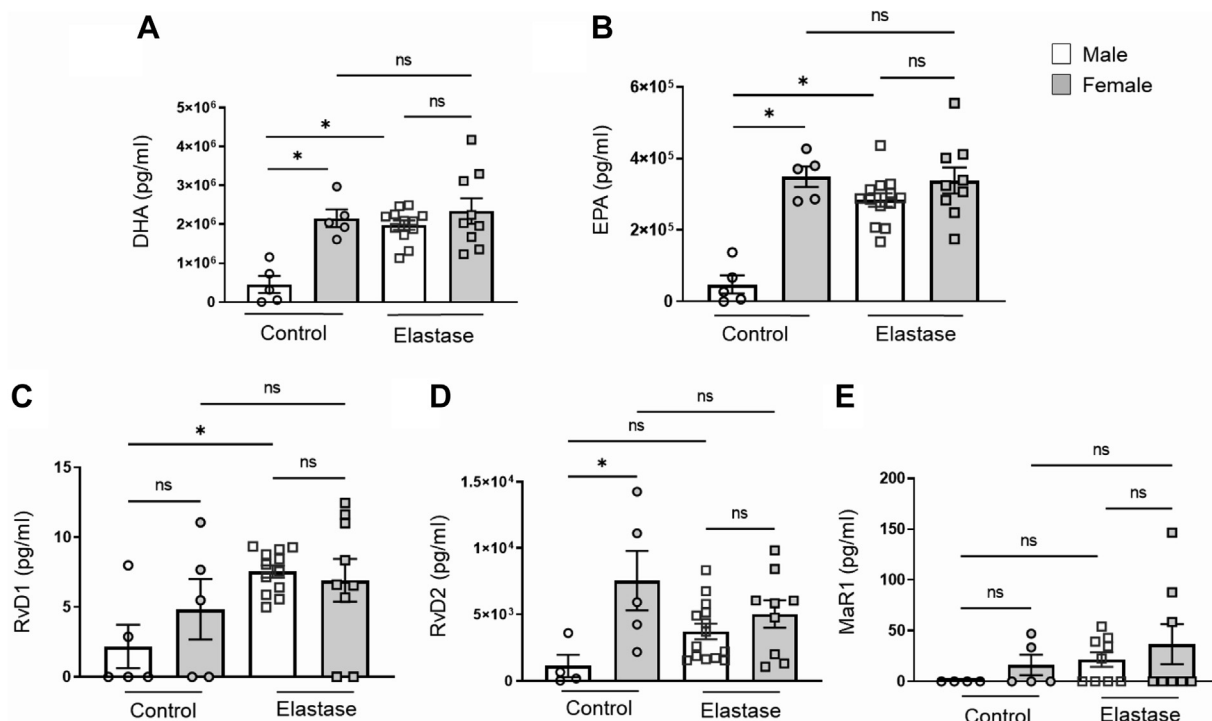 A
ns
ns
*
*
5×10⁶
4×10⁶
3×10⁶
2×10⁶
1×10⁶
0
DHA (pg/ml)
Control
Elastase
B
ns
ns
*
*
6×10⁵
4×10⁵
2×10⁵
0
EPA (pg/ml)
Control
Elastase
Male
Female
C
ns
*
ns
ns
15
10
5
0
RvD1 (pg/ml)
Control
Elastase
D
ns
ns
*
ns
1.5×10⁴
1×10⁴
5×10³
0
RvD2 (pg/ml)
Control
Elastase
E
ns
ns
ns
ns
200
150
100
50
0
MaR1 (pg/ml)
Control
Elastase